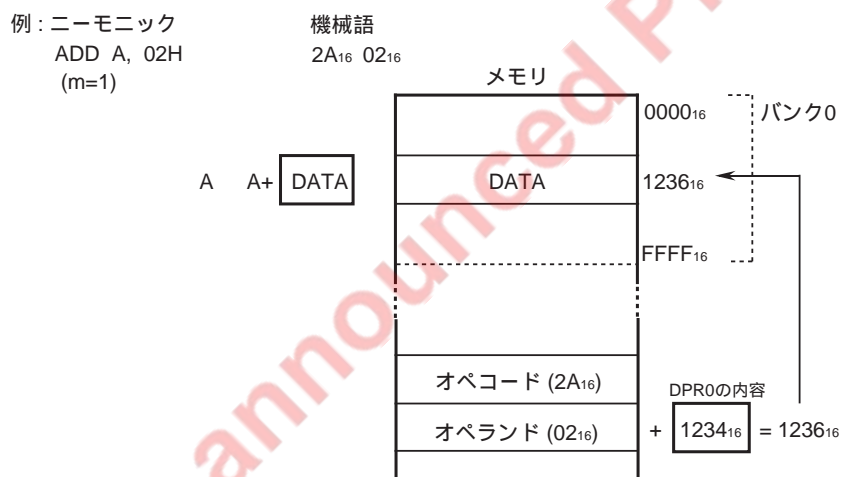 例 : ニーモニック 機械語
ADD A, 02H 2A₁₆ 02₁₆
(m=1)
メモリ
0000₁₆ バンク0
A A+ DATA DATA 1236₁₆
FFFF₁₆
オペコード (2A₁₆)
DPR0の内容
オペランド (02₁₆) + 1234₁₆ = 1236₁₆
announced P